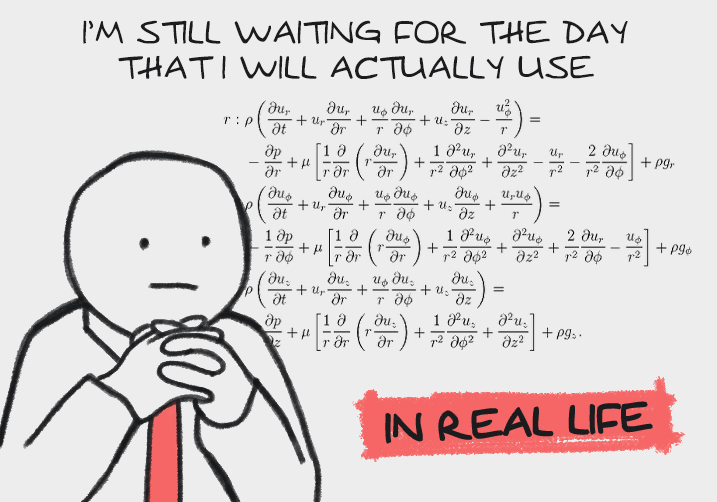 I'M STILL WAITING FOR THE DAY
THAT I WILL ACTUALLY USE
r : ρ (∂u_r/∂t + u_r ∂u_r/∂r + u_ϕ/r ∂u_r/∂ϕ + u_z ∂u_r/∂z − u_ϕ²/r) =
− ∂p/∂r + μ [1/r ∂/∂r (r ∂u_r/∂r) + 1/r² ∂²u_r/∂ϕ² + ∂²u_r/∂z² − u_r/r² − 2/r² ∂u_ϕ/∂ϕ] + ρg_r
ρ (∂u_ϕ/∂t + u_r ∂u_ϕ/∂r + u_ϕ/r ∂u_ϕ/∂ϕ + u_z ∂u_ϕ/∂z + u_r u_ϕ/r) =
− 1/r ∂p/∂ϕ + μ [1/r ∂/∂r (r ∂u_ϕ/∂r) + 1/r² ∂²u_ϕ/∂ϕ² + ∂²u_ϕ/∂z² + 2/r² ∂u_r/∂ϕ − u_ϕ/r²] + ρg_ϕ
ρ (∂u_z/∂t + u_r ∂u_z/∂r + u_ϕ/r ∂u_z/∂ϕ + u_z ∂u_z/∂z) =
∂p/∂z + μ [1/r ∂/∂r (r ∂u_z/∂r) + 1/r² ∂²u_z/∂ϕ² + ∂²u_z/∂z²] + ρg_z.
IN REAL LIFE